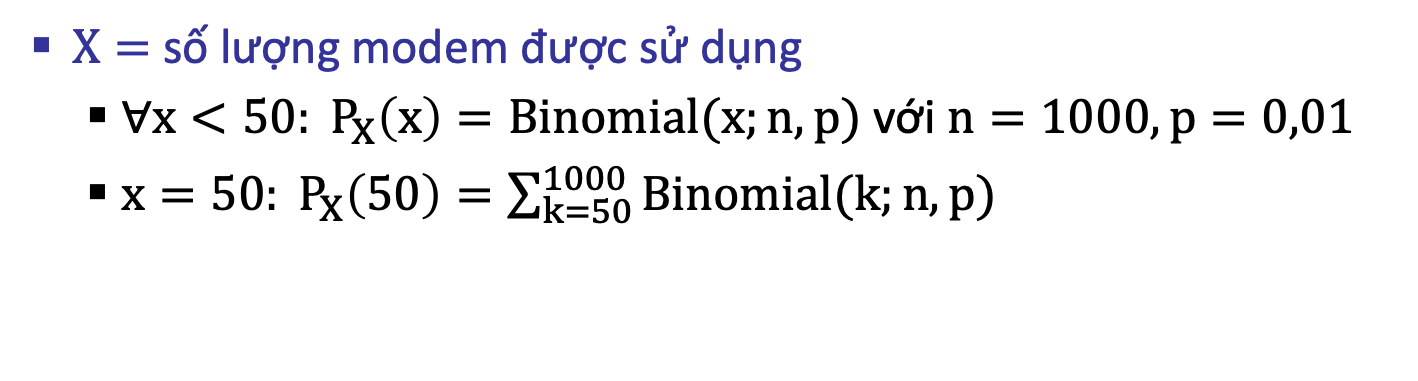 ▪ X = số lượng modem được sử dụng
▪ ∀x < 50: P_X(x) = Binomial(x; n, p) với n = 1000, p = 0,01
▪ x = 50: P_X(50) = ∑_{k=50}^{1000} Binomial(k; n, p)